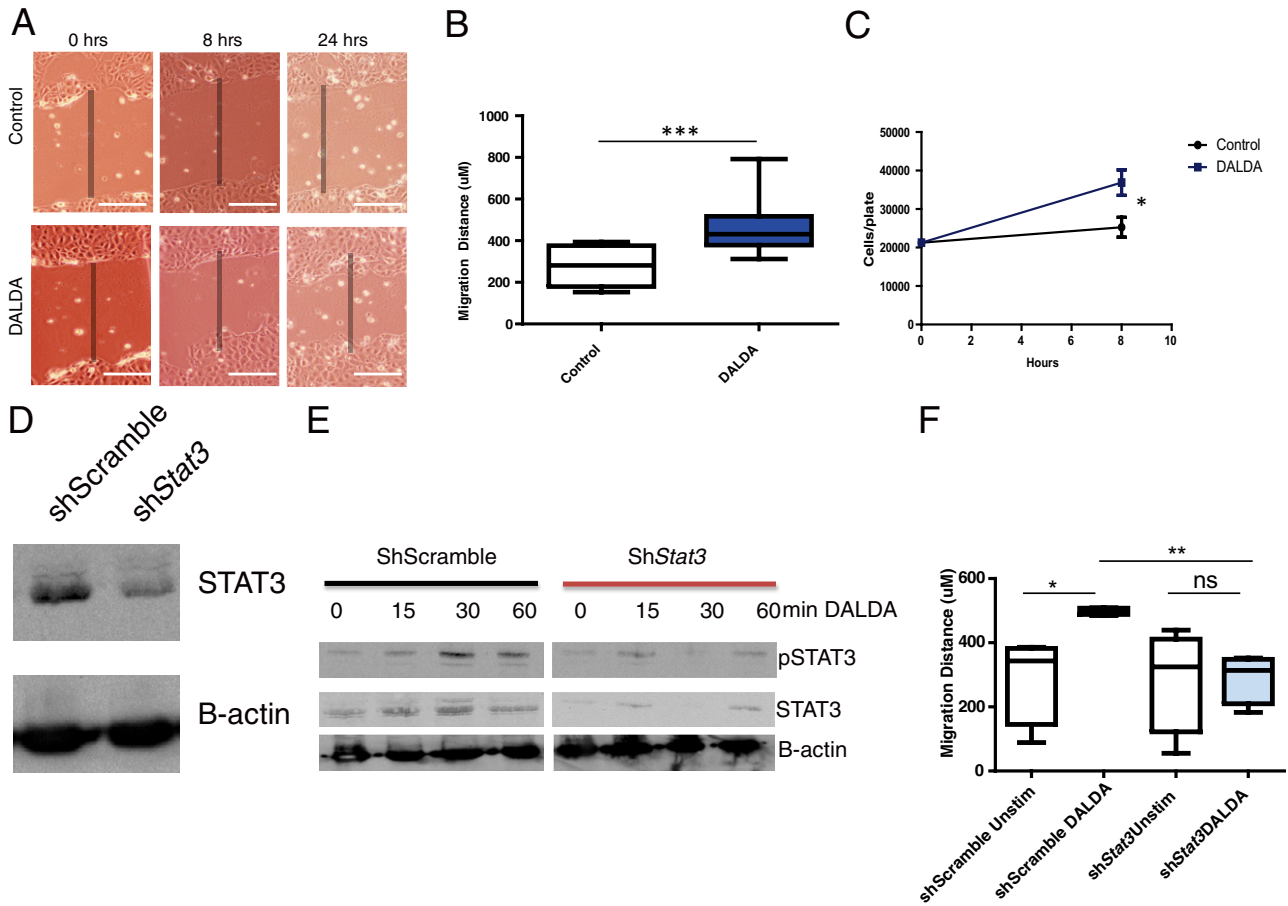 A
0 hrs 8 hrs 24 hrs
Control
DALDA
B
Migration Distance (uM)
1000
800
600
400
200
0
***
Control
DALDA
C
Cells/plate
50000
40000
30000
20000
10000
0
0 2 4 6 8 10
Hours
*
Control
DALDA
D
shScramble
shStat3
STAT3
B-actin
E
ShScramble ShStat3
0 15 30 60 0 15 30 60 min DALDA
pSTAT3
STAT3
B-actin
F
Migration Distance (uM)
600
400
200
0
*
**
ns
shScramble Unstim
shScramble DALDA
shStat3Unstim
shStat3DALDA